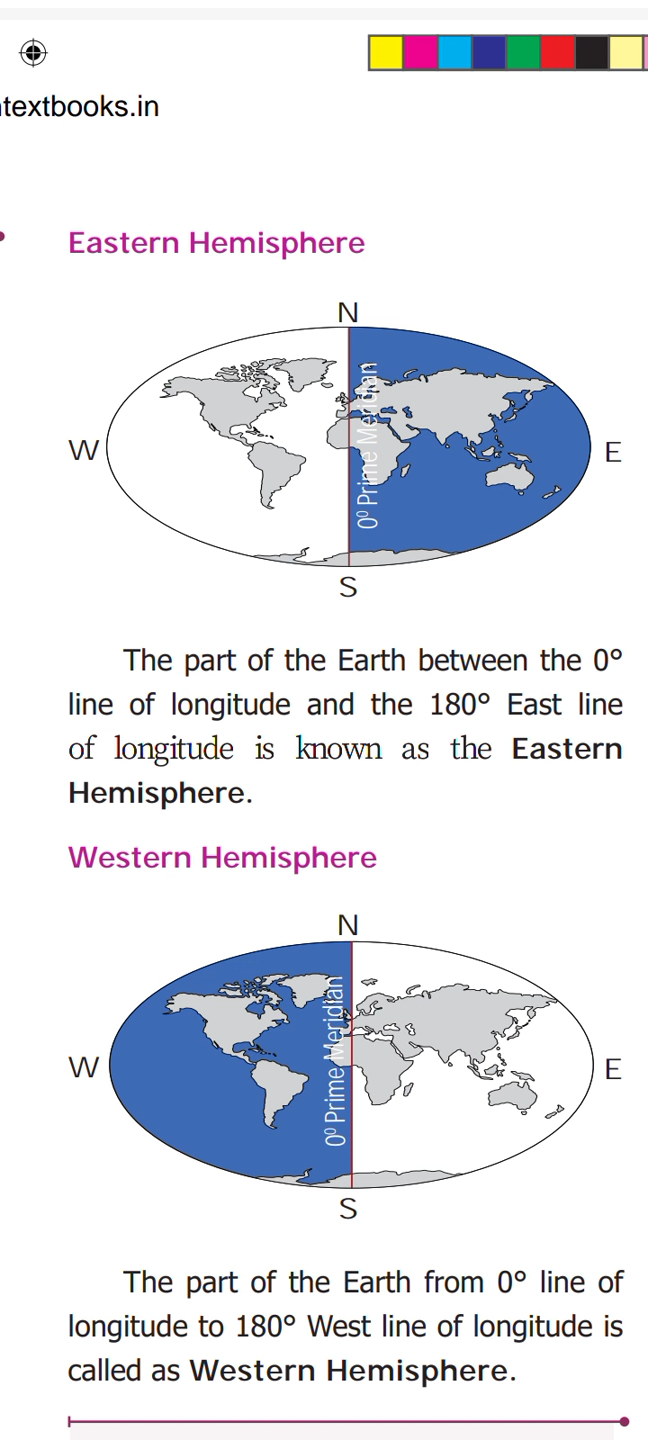 textbooks.in
Eastern Hemisphere
N
W
0⁰ Prime Meridian
E
S
The part of the Earth between the 0°
line of longitude and the 180° East line
of longitude is known as the Eastern
Hemisphere.
Western Hemisphere
N
W
0⁰ Prime Meridian
E
S
The part of the Earth from 0° line of
longitude to 180° West line of longitude is
called as Western Hemisphere.